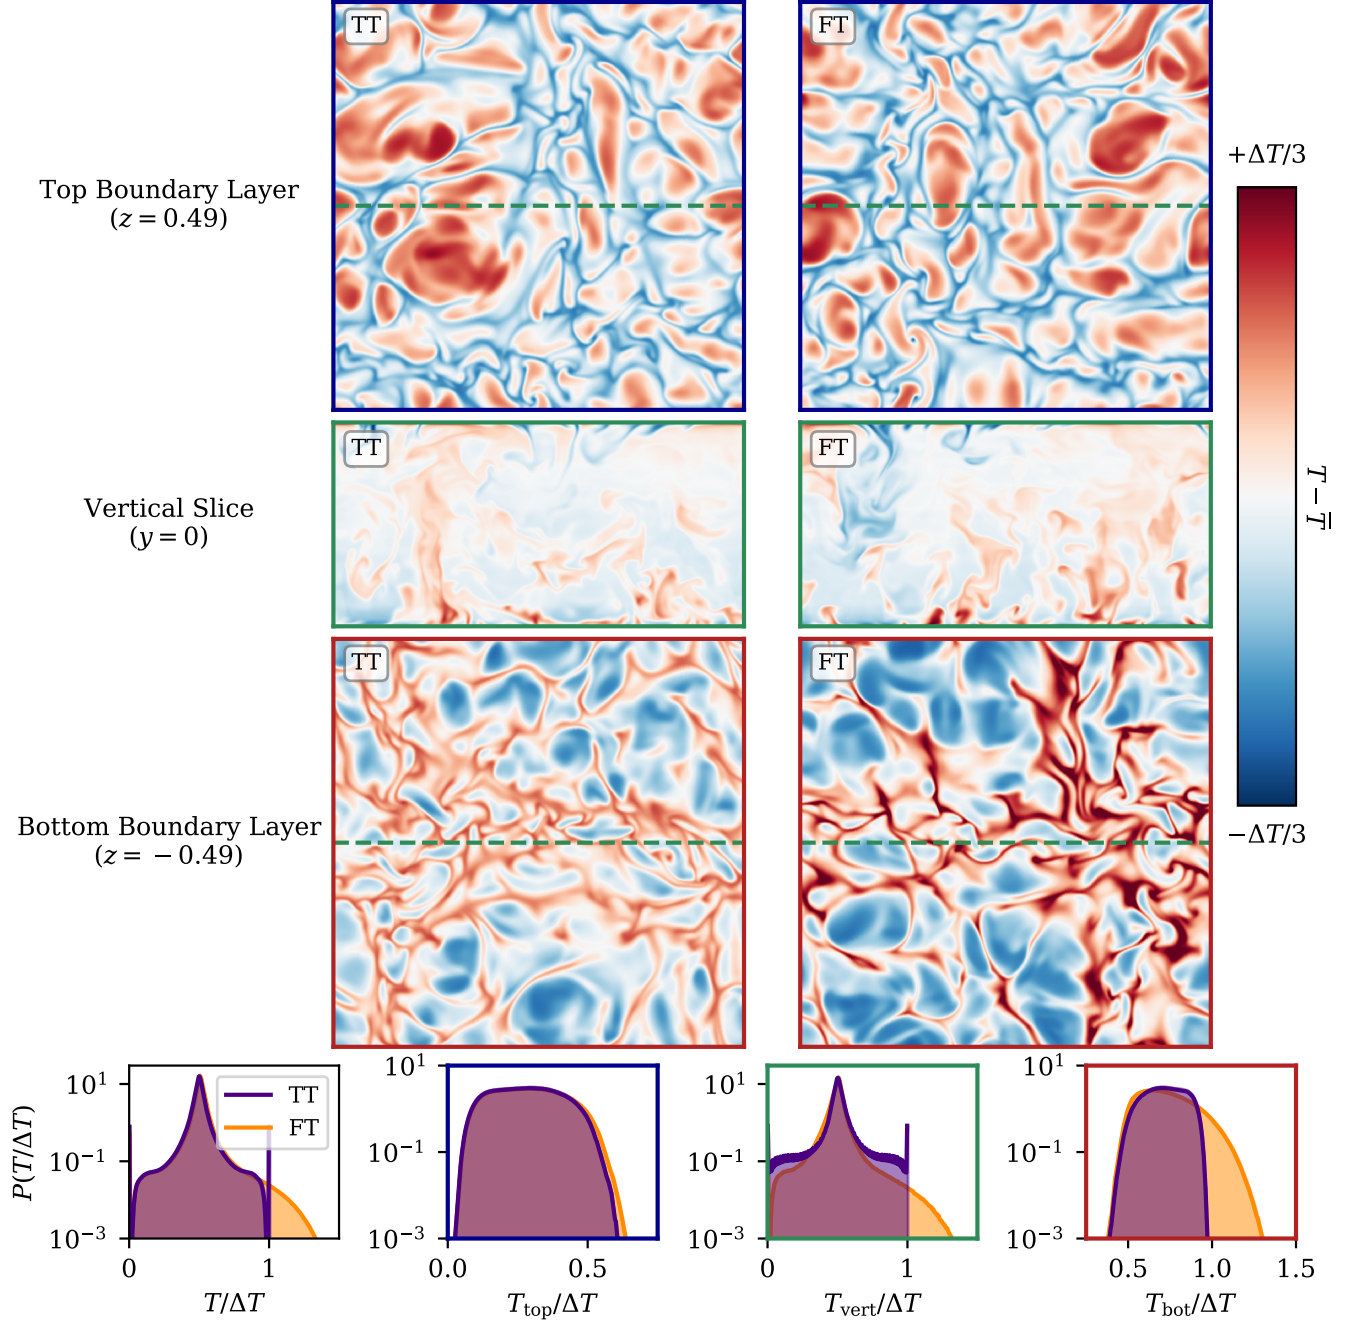 TT
FT
Top Boundary Layer
(z = 0.49)
+ΔT/3
TT
FT
Vertical Slice
(y = 0)
T − T̅
TT
FT
Bottom Boundary Layer
(z = −0.49)
−ΔT/3
P(T/ΔT)
10¹
10⁻¹
10⁻³
0
1
T/ΔT
TT
FT
10¹
10⁻¹
10⁻³
0.0
0.5
T_top/ΔT
10¹
10⁻¹
10⁻³
0
1
T_vert/ΔT
10¹
10⁻¹
10⁻³
0.5
1.0
1.5
T_bot/ΔT